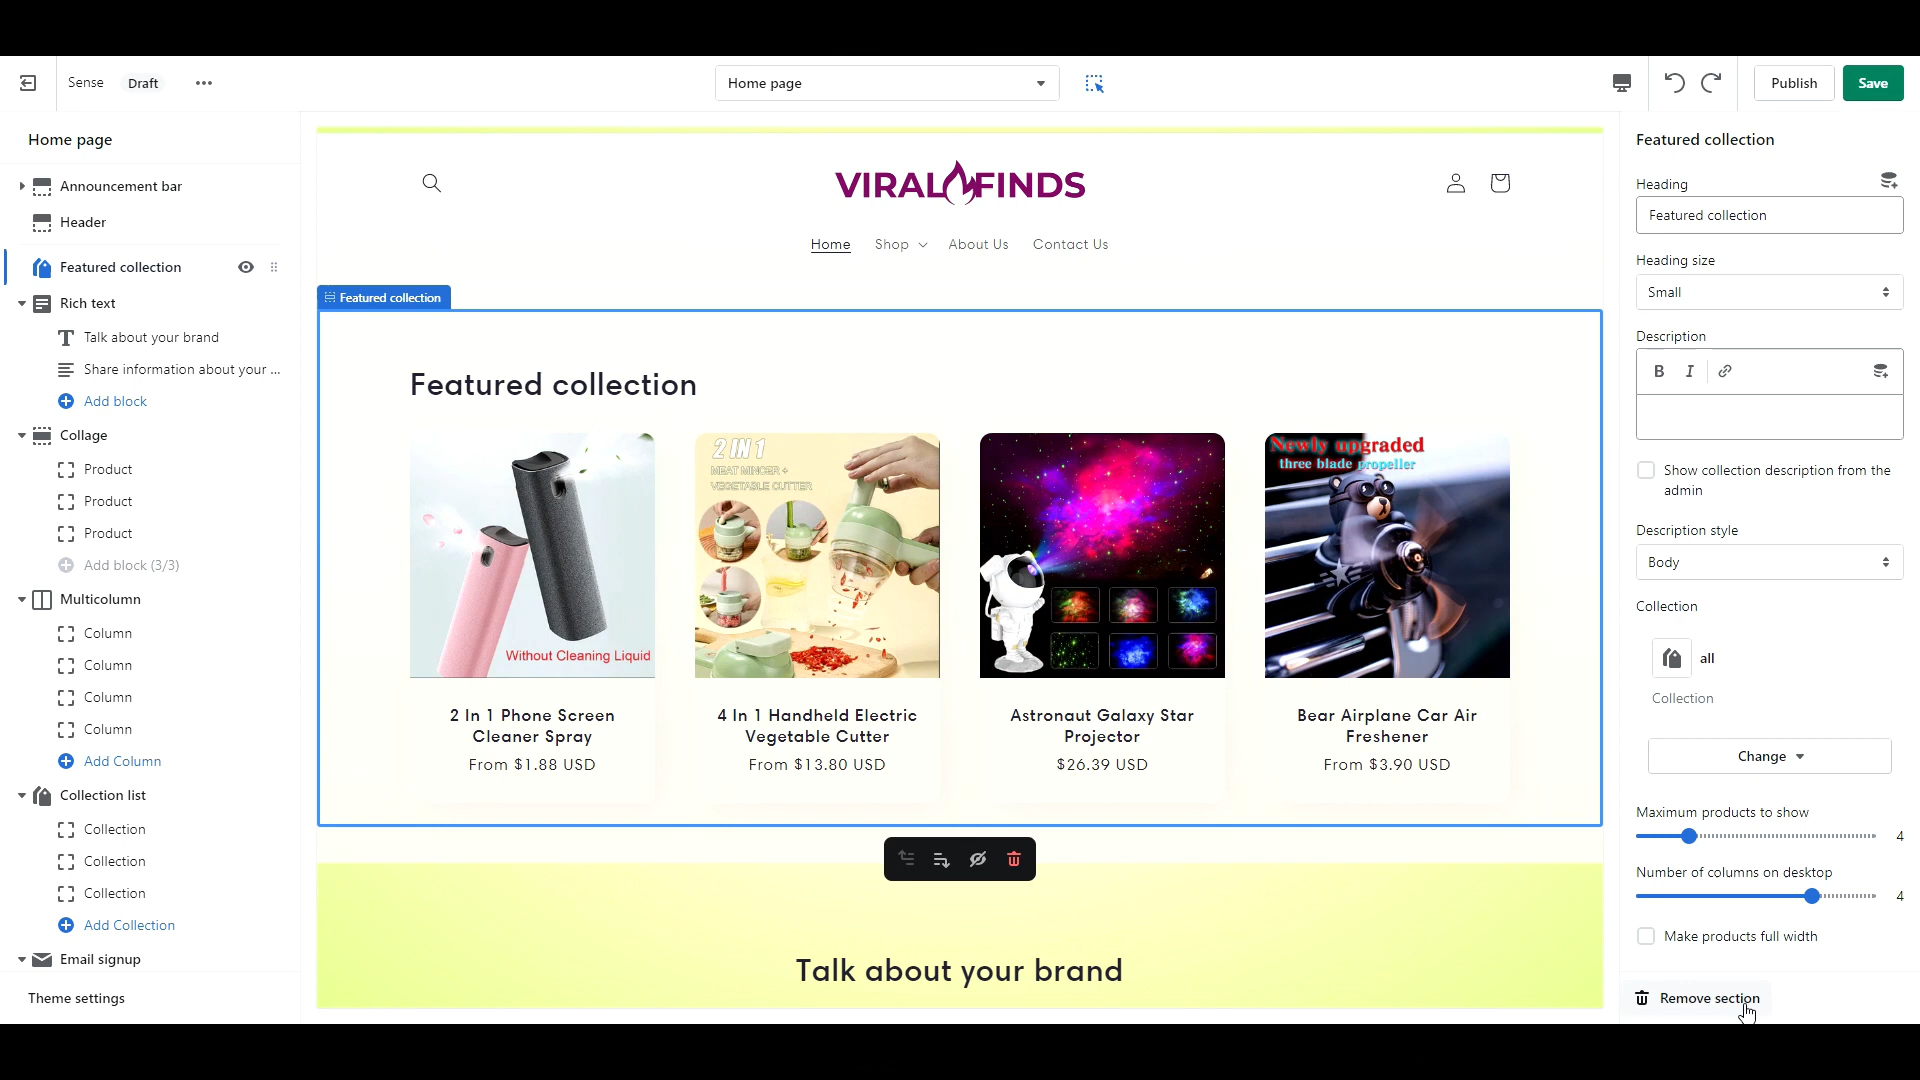 Sense
Draft
Home page
Publish
Save
Home page
Announcement bar
Header
Featured collection
Rich text
Talk about your brand
Share information about your ...
Add block
Collage
Product
Product
Product
Add block (3/3)
Multicolumn
Column
Column
Column
Column
Add Column
Collection list
Collection
Collection
Collection
Add Collection
Email signup
Theme settings
VIRAL FINDS
Home
Shop
About Us
Contact Us
Featured collection
Featured collection
Without Cleaning Liquid
2 IN 1
MEAT MINCER +
VEGETABLE CUTTER
Newly upgraded
three blade propeller
2 In 1 Phone Screen
Cleaner Spray
From $1.88 USD
4 In 1 Handheld Electric
Vegetable Cutter
From $13.80 USD
Astronaut Galaxy Star
Projector
$26.39 USD
Bear Airplane Car Air
Freshener
From $3.90 USD
Talk about your brand
Featured collection
Heading
Featured collection
Heading size
Small
Description
B I
Show collection description from the
admin
Description style
Body
Collection
all
Collection
Change
Maximum products to show
4
Number of columns on desktop
4
Make products full width
Remove section